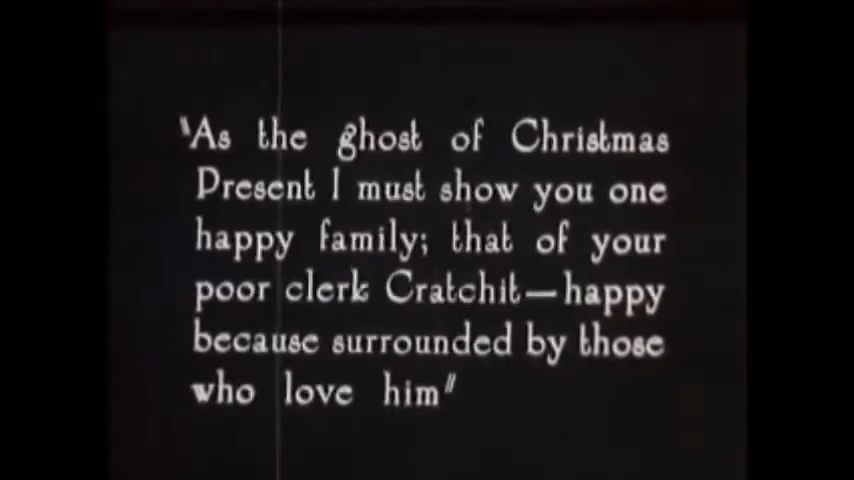 "As the ghost of Christmas
Present I must show you one
happy family; that of your
poor clerk Cratchit—happy
because surrounded by those
who love him"